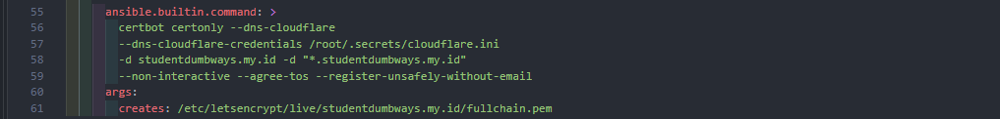 55 ansible.builtin.command: >
56 certbot certonly --dns-cloudflare
57 --dns-cloudflare-credentials /root/.secrets/cloudflare.ini
58 -d studentdumbways.my.id -d "*.studentdumbways.my.id"
59 --non-interactive --agree-tos --register-unsafely-without-email
60 args:
61 creates: /etc/letsencrypt/live/studentdumbways.my.id/fullchain.pem